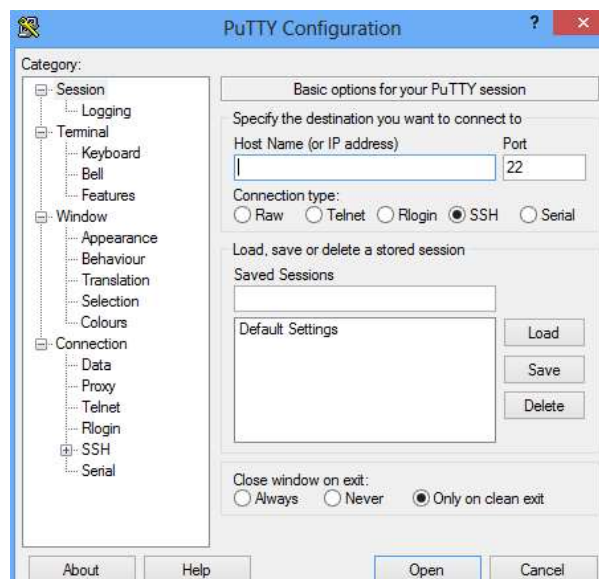 PuTTY Configuration
? ×
Category:
Session
Logging
Terminal
Keyboard
Bell
Features
Window
Appearance
Behaviour
Translation
Selection
Colours
Connection
Data
Proxy
Telnet
Rlogin
SSH
Serial
Basic options for your PuTTY session
Specify the destination you want to connect to
Host Name (or IP address) Port
22
Connection type:
Raw Telnet Rlogin SSH Serial
Load, save or delete a stored session
Saved Sessions
Default Settings
Load
Save
Delete
Close window on exit:
Always Never Only on clean exit
About Help Open Cancel